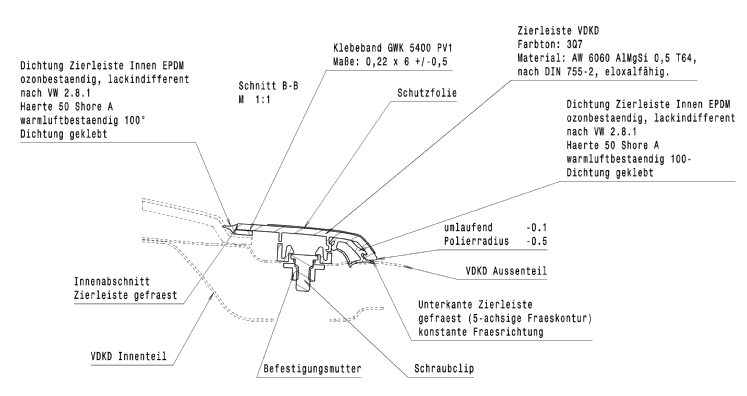 Zierleiste VDKD
Farbton: 3Q7
Material: AW 6060 AlMgSi 0,5 T64,
nach DIN 755-2, eloxalfähig.
Klebeband GWK 5400 PV1
Maße: 0,22 x 6 +/-0,5
Dichtung Zierleiste Innen EPDM
ozonbestaendig, lackindifferent
nach VW 2.8.1
Haerte 50 Shore A
warmluftbestaendig 100°
Dichtung geklebt
Schnitt B-B
M 1:1
Schutzfolie
Dichtung Zierleiste Innen EPDM
ozonbestaendig, lackindifferent
nach VW 2.8.1
Haerte 50 Shore A
warmluftbestaendig 100-
Dichtung geklebt
umlaufend -0.1
Polierradius -0.5
VDKD Aussenteil
Innenabschnitt
Zierleiste gefraest
Unterkante Zierleiste
gefraest (5-achsige Fraeskontur)
konstante Fraesrichtung
VDKD Innenteil
Befestigungsmutter
Schraubclip